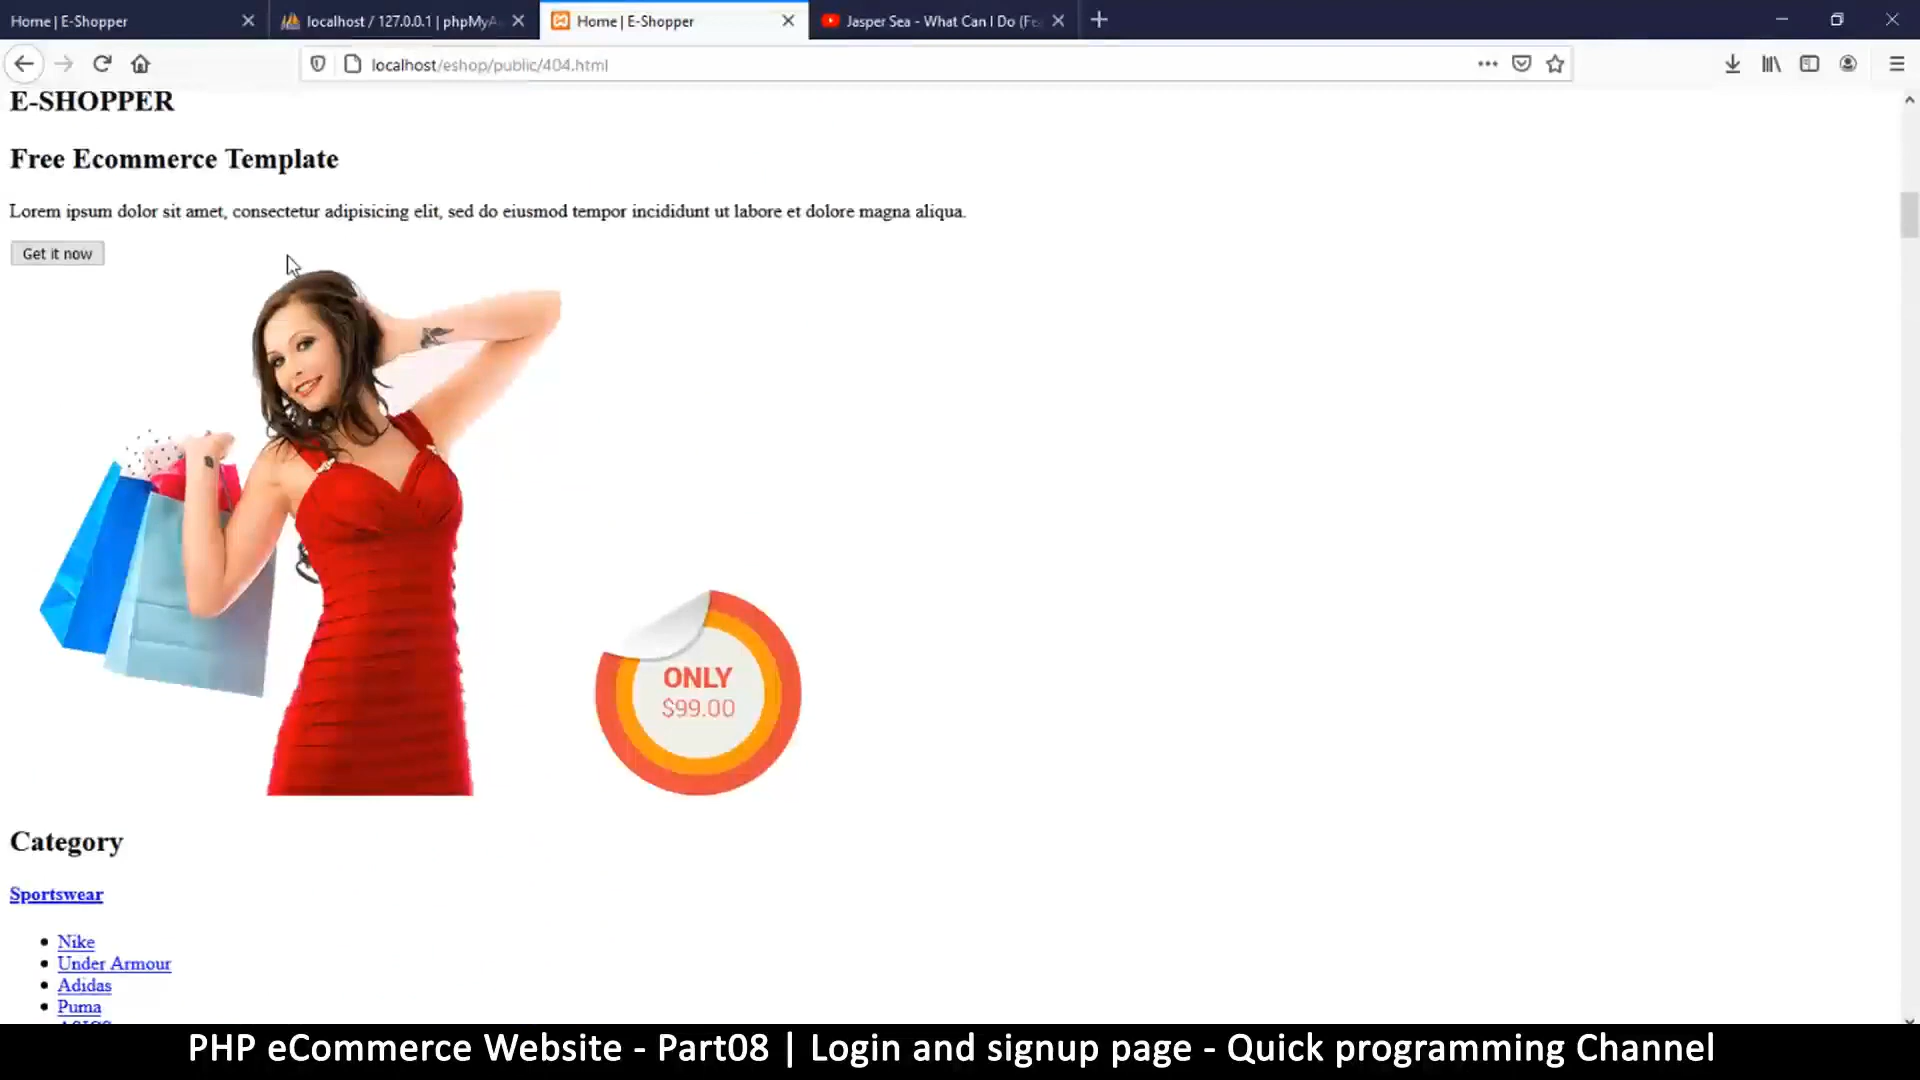 Home | E-Shopper
localhost / 127.0.0.1 | phpMyA
Home | E-Shopper
Jasper Sea - What Can I Do (Fe
localhost/eshop/public/404.html
E-SHOPPER
Free Ecommerce Template
Lorem ipsum dolor sit amet, consectetur adipisicing elit, sed do eiusmod tempor incididunt ut labore et dolore magna aliqua.
Get it now
ONLY
$99.00
Category
Sportswear
Nike
Under Armour
Adidas
Puma
PHP eCommerce Website - Part08 | Login and signup page - Quick programming Channel